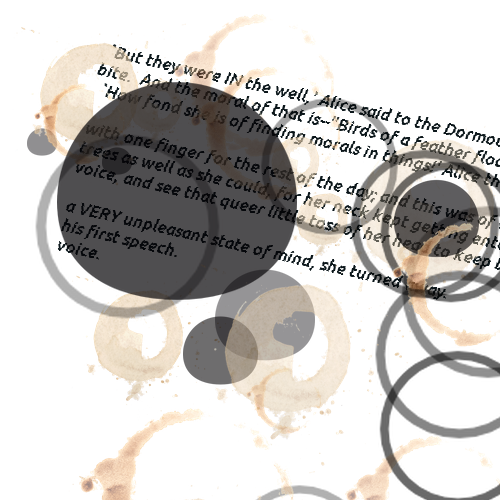 `But they were IN the well,' Alice said to the Dormou
bite. And the moral of that is--"Birds of a feather floc
`How fond she is of finding morals in things!' Alice th
with one finger for the rest of the day; and this was of
trees as well as she could, for her neck kept getting enta
voice, and see that queer little toss of her head to keep b
a VERY unpleasant state of mind, she turned away.
his first speech.
voice.